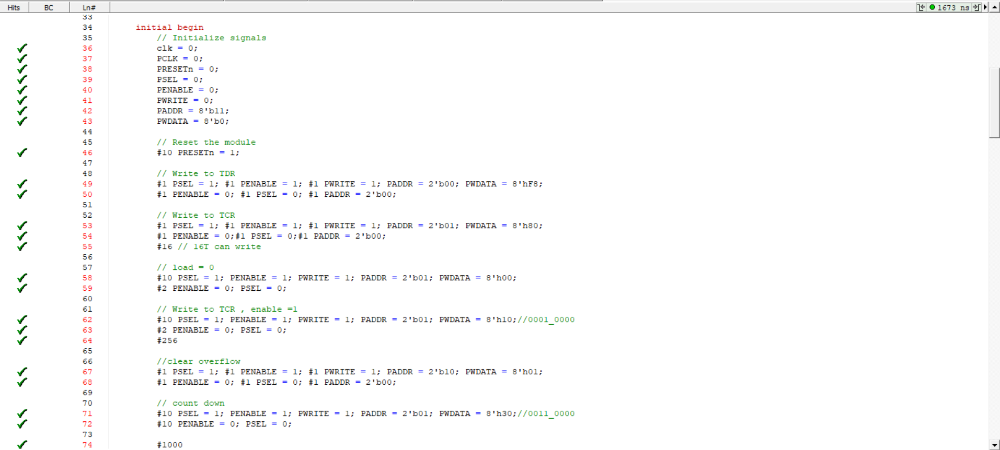 Hits BC Ln# 1673 ns
33
34 initial begin
35 // Initialize signals
36 clk = 0;
37 PCLK = 0;
38 PRESETn = 0;
39 PSEL = 0;
40 PENABLE = 0;
41 PWRITE = 0;
42 PADDR = 8'b11;
43 PWDATA = 8'b0;
44
45 // Reset the module
46 #10 PRESETn = 1;
47
48 // Write to TDR
49 #1 PSEL = 1; #1 PENABLE = 1; #1 PWRITE = 1; PADDR = 2'b00; PWDATA = 8'hF8;
50 #1 PENABLE = 0; #1 PSEL = 0; #1 PADDR = 2'b00;
51
52 // Write to TCR
53 #1 PSEL = 1; #1 PENABLE = 1; #1 PWRITE = 1; PADDR = 2'b01; PWDATA = 8'h80;
54 #1 PENABLE = 0;#1 PSEL = 0;#1 PADDR = 2'b00;
55 #16 // 16T can write
56
57 // load = 0
58 #10 PSEL = 1; PENABLE = 1; PWRITE = 1; PADDR = 2'b01; PWDATA = 8'h00;
59 #2 PENABLE = 0; PSEL = 0;
60
61 // Write to TCR , enable =1
62 #10 PSEL = 1; PENABLE = 1; PWRITE = 1; PADDR = 2'b01; PWDATA = 8'h10;//0001_0000
63 #2 PENABLE = 0; PSEL = 0;
64 #256
65
66 //clear overflow
67 #1 PSEL = 1; #1 PENABLE = 1; #1 PWRITE = 1; PADDR = 2'b10; PWDATA = 8'h01;
68 #1 PENABLE = 0; #1 PSEL = 0; #1 PADDR = 2'b00;
69
70 // count down
71 #10 PSEL = 1; PENABLE = 1; PWRITE = 1; PADDR = 2'b01; PWDATA = 8'h30;//0011_0000
72 #10 PENABLE = 0; PSEL = 0;
73
74 #1000